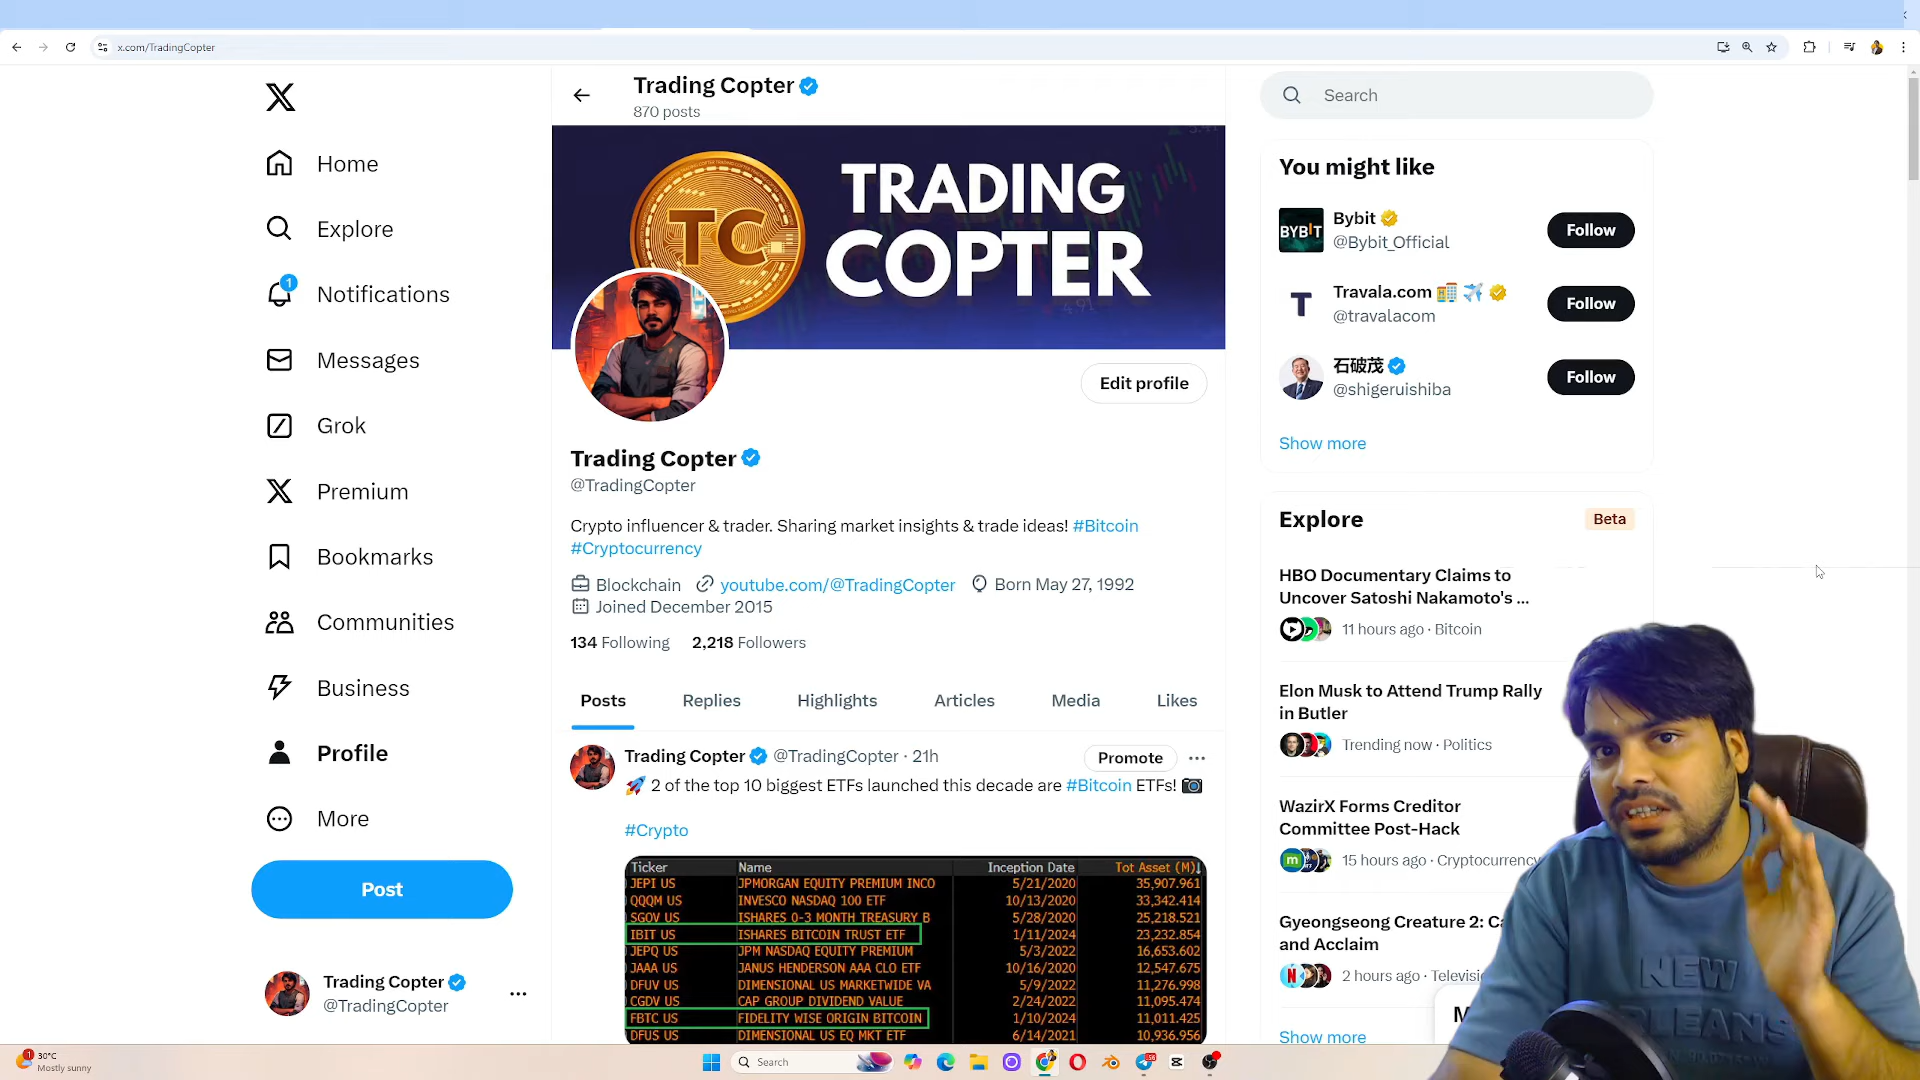 x.com/TradingCopter
Home
Explore
1
Notifications
Messages
Grok
Premium
Bookmarks
Communities
Business
Profile
More
Post
Trading Copter
@TradingCopter
Trading Copter
870 posts
TC
TRADING
COPTER
Edit profile
Trading Copter
@TradingCopter
Crypto influencer & trader. Sharing market insights & trade ideas! #Bitcoin
#Cryptocurrency
Blockchain youtube.com/@TradingCopter Born May 27, 1992
Joined December 2015
134 Following 2,218 Followers
Posts Replies Highlights Articles Media Likes
Trading Copter @TradingCopter · 21h
Promote
🚀 2 of the top 10 biggest ETFs launched this decade are #Bitcoin ETFs! 📷
#Crypto
Ticker Name Inception Date Tot Asset (M)↓
JEPI US JPMORGAN EQUITY PREMIUM INCO 5/21/2020 35,907.961
QQQM US INVESCO NASDAQ 100 ETF 10/13/2020 33,342.414
SGOV US ISHARES 0-3 MONTH TREASURY B 5/28/2020 25,218.521
IBIT US ISHARES BITCOIN TRUST ETF 1/11/2024 23,232.854
JEPQ US JPM NASDAQ EQUITY PREMIUM 5/3/2022 16,653.602
JAAA US JANUS HENDERSON AAA CLO ETF 10/16/2020 12,547.675
DFUV US DIMENSIONAL US MARKETWIDE VA 5/9/2022 11,276.998
CGDV US CAP GROUP DIVIDEND VALUE 2/24/2022 11,095.474
FBTC US FIDELITY WISE ORIGIN BITCOIN 1/10/2024 11,011.425
DFUS US DIMENSIONAL US EQ MKT ETF 6/14/2021 10,936.956
Search
You might like
BYBIT
Bybit
@Bybit_Official
Follow
T
Travala.com 🏨 ✈️
@travalacom
Follow
石破茂
@shigeruishiba
Follow
Show more
Explore
Beta
HBO Documentary Claims to
Uncover Satoshi Nakamoto's ...
11 hours ago · Bitcoin
Elon Musk to Attend Trump Rally
in Butler
Trending now · Politics
WazirX Forms Creditor
Committee Post-Hack
15 hours ago · Cryptocurrency
Gyeongseong Creature 2:
and Acclaim
2 hours ago ·
Show more
NEW
1
30°C
Mostly sunny
Search